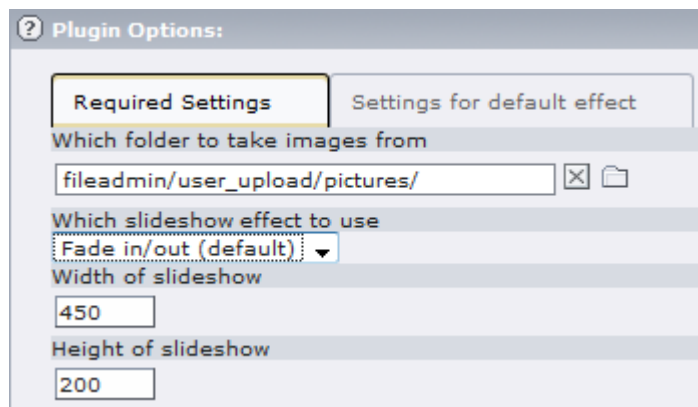 Plugin Options:
Required Settings
Settings for default effect
Which folder to take images from
fileadmin/user_upload/pictures/
Which slideshow effect to use
Fade in/out (default)
Width of slideshow
450
Height of slideshow
200